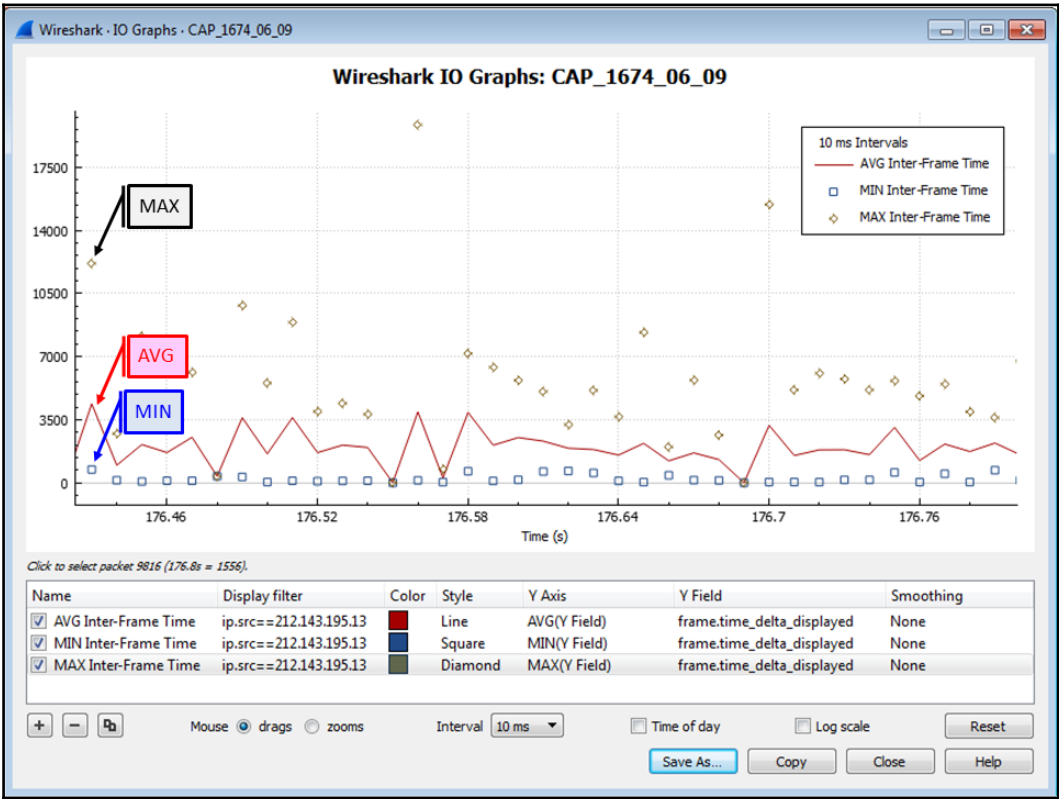 Wireshark · IO Graphs · CAP_1674_06_09
Wireshark IO Graphs: CAP_1674_06_09
10 ms Intervals
AVG Inter-Frame Time
MIN Inter-Frame Time
MAX Inter-Frame Time
17500
14000
10500
7000
3500
0
MAX
AVG
MIN
176.46 176.52 176.58 176.64 176.7 176.76
Time (s)
Click to select packet 9816 (176.8s = 1556).
Name Display filter Color Style Y Axis Y Field Smoothing
AVG Inter-Frame Time ip.src==212.143.195.13 Line AVG(Y Field) frame.time_delta_displayed None
MIN Inter-Frame Time ip.src==212.143.195.13 Square MIN(Y Field) frame.time_delta_displayed None
MAX Inter-Frame Time ip.src==212.143.195.13 Diamond MAX(Y Field) frame.time_delta_displayed None
Mouse drags zooms Interval 10 ms Time of day Log scale Reset
Save As... Copy Close Help